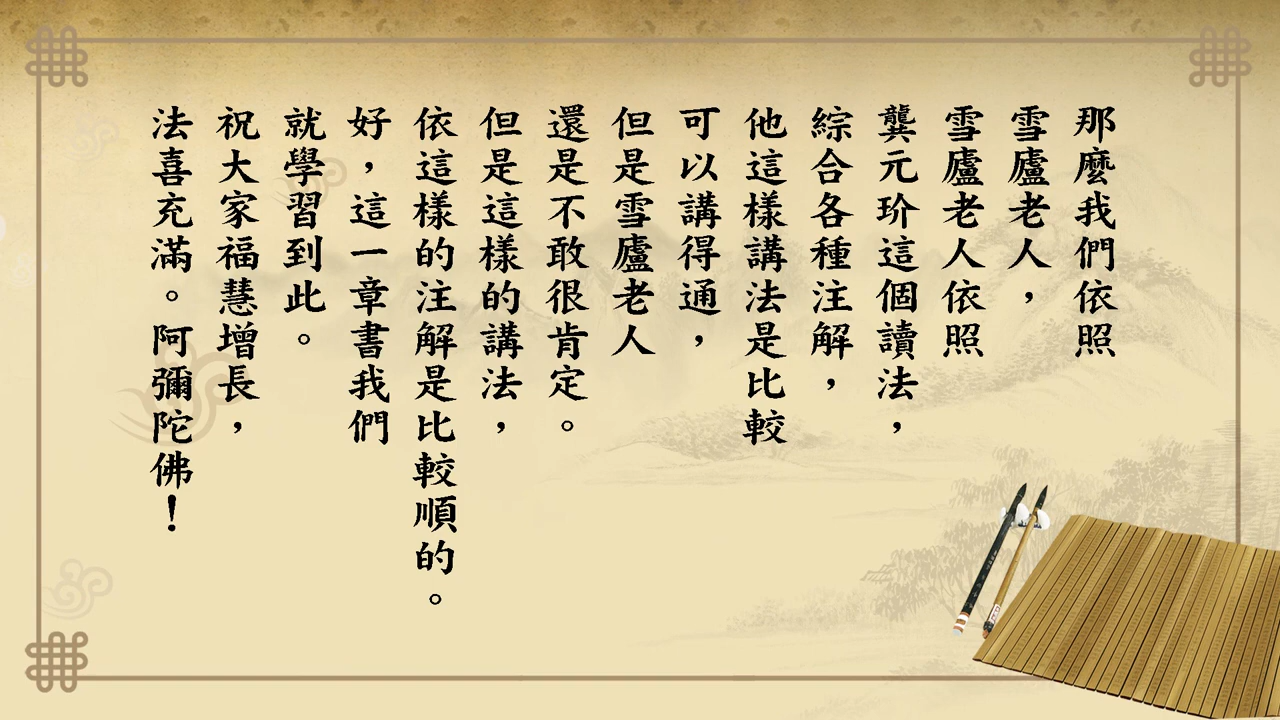 那麼我們依照
雪廬老人，
雪廬老人依照
龔元玠這個讀法，
綜合各種注解，
他這樣講法是比較
可以講得通，
但是雪廬老人
還是不敢很肯定。
但是這樣的講法，
依這樣的注解是比較順的。
好，這一章書我們
就學習到此。
祝大家福慧增長，
法喜充滿。阿彌陀佛！